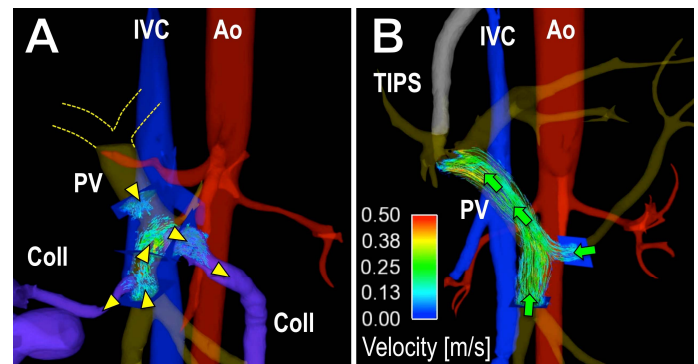 A
IVC
Ao
PV
Coll
Coll
B
IVC
Ao
TIPS
PV
0.50
0.38
0.25
0.13
0.00
Velocity [m/s]